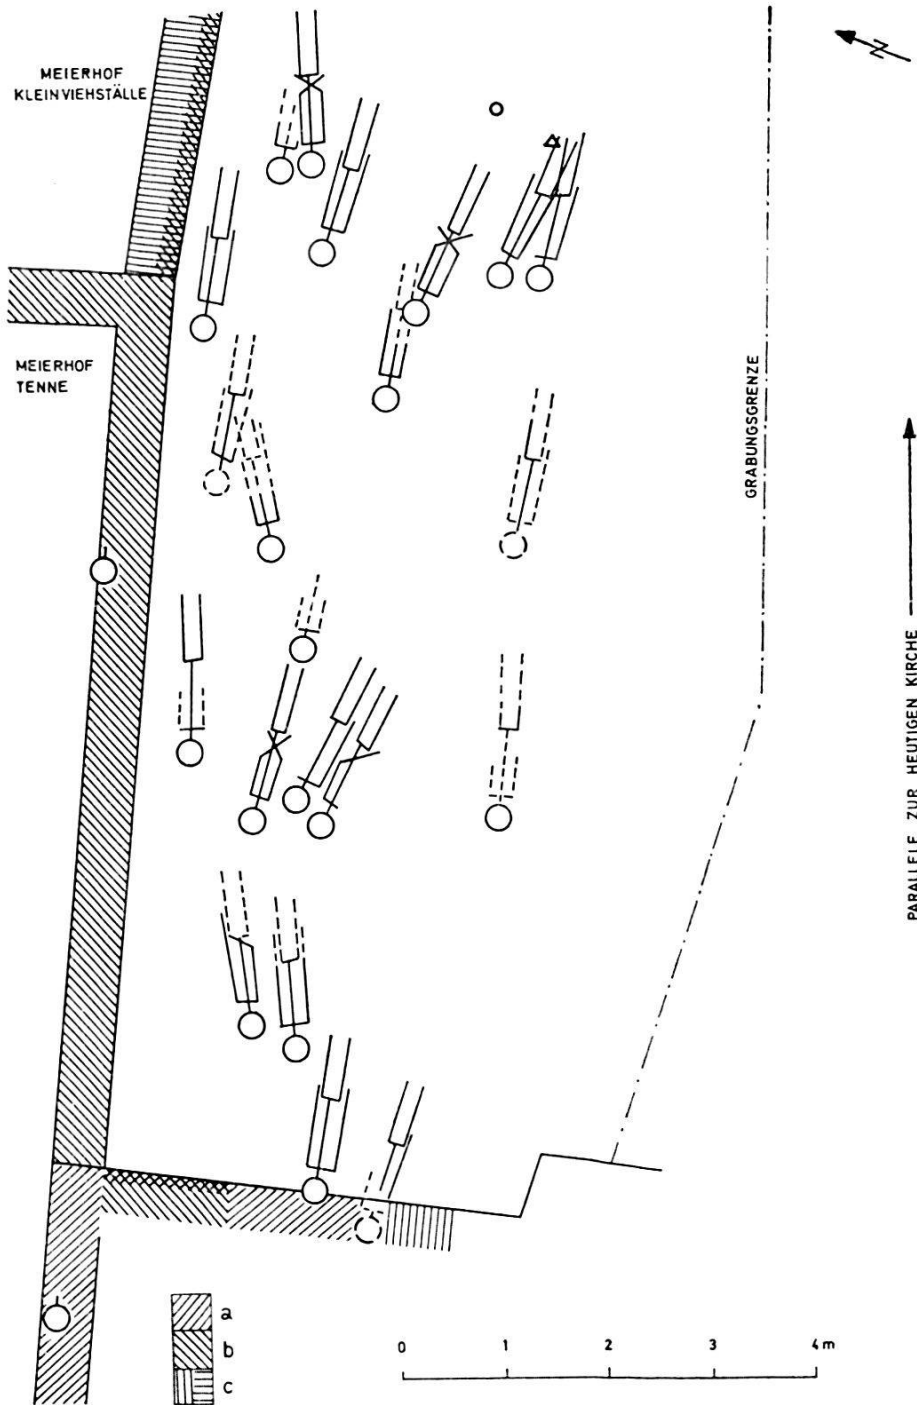 MEIERHOF
KLEINVIEHSTÄLLE
N
MEIERHOF
TENNE
GRABUNGSGRENZE
PARALLELE ZUR HEUTIGEN KIRCHE
a
b
c
0 1 2 3 4 m